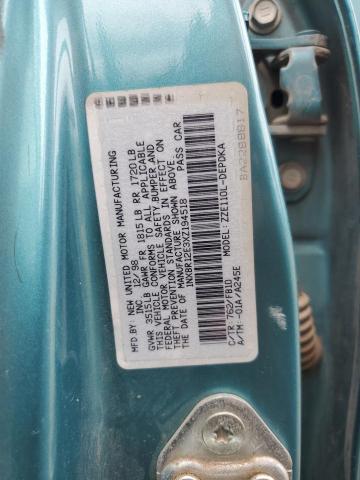 MFD. BY: NEW UNITED MOTOR MANUFACTURING
INC. 12/98
GVWR 3515LB GAWR FR 1815LB RR 1720LB
THIS VEHICLE CONFORMS TO ALL APPLICABLE
FEDERAL MOTOR VEHICLE SAFETY, BUMPER AND
THEFT PREVENTION STANDARDS IN EFFECT ON
THE DATE OF MANUFACTURE SHOWN ABOVE.
1NXBR12E3XZ194518 PASS CAR
MODEL: ZZE110L-DEPDKA
C/TR: 762/FB10
A/TM: -01A/A245E
BA2288817